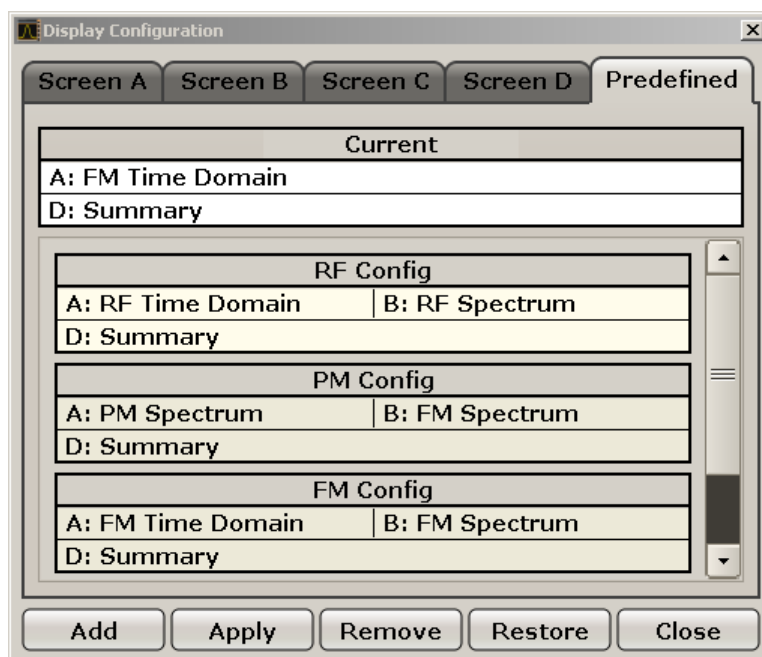 Display Configuration
Screen A Screen B Screen C Screen D Predefined
Current
A: FM Time Domain
D: Summary
RF Config
A: RF Time Domain B: RF Spectrum
D: Summary
PM Config
A: PM Spectrum B: FM Spectrum
D: Summary
FM Config
A: FM Time Domain B: FM Spectrum
D: Summary
Add Apply Remove Restore Close